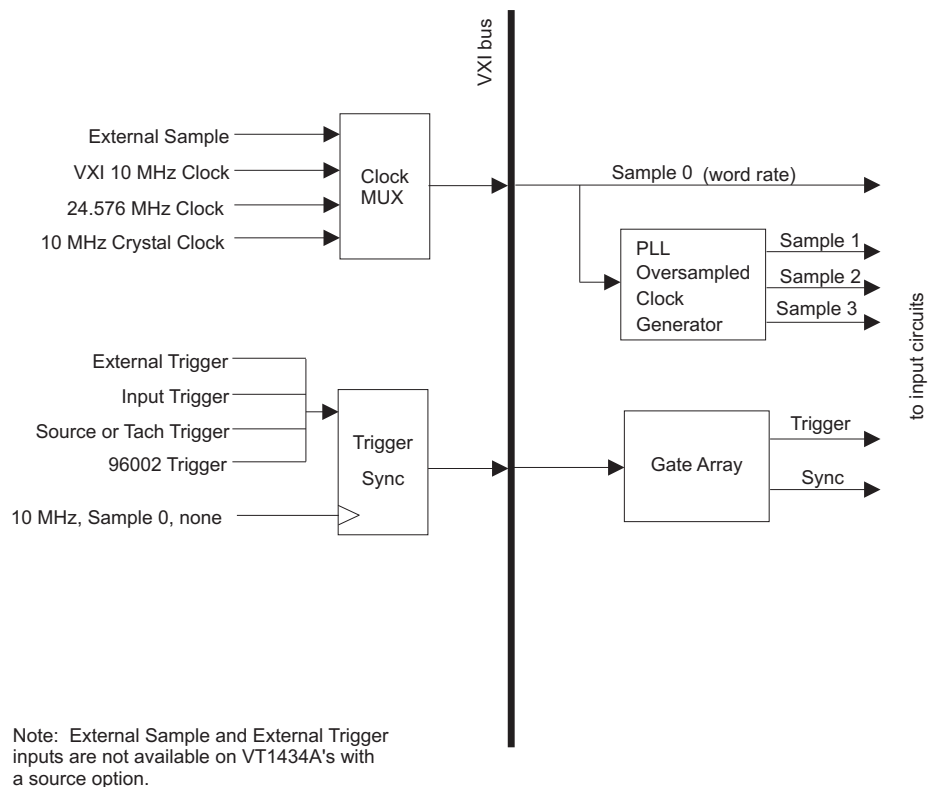 VXI bus
External Sample
VXI 10 MHz Clock
24.576 MHz Clock
10 MHz Crystal Clock
Clock
MUX
Sample 0 (word rate)
PLL
Oversampled
Clock
Generator
Sample 1
Sample 2
Sample 3
to input circuits
External Trigger
Input Trigger
Source or Tach Trigger
96002 Trigger
10 MHz, Sample 0, none
Trigger
Sync
Gate Array
Trigger
Sync
Note: External Sample and External Trigger
inputs are not available on VT1434A's with
a source option.